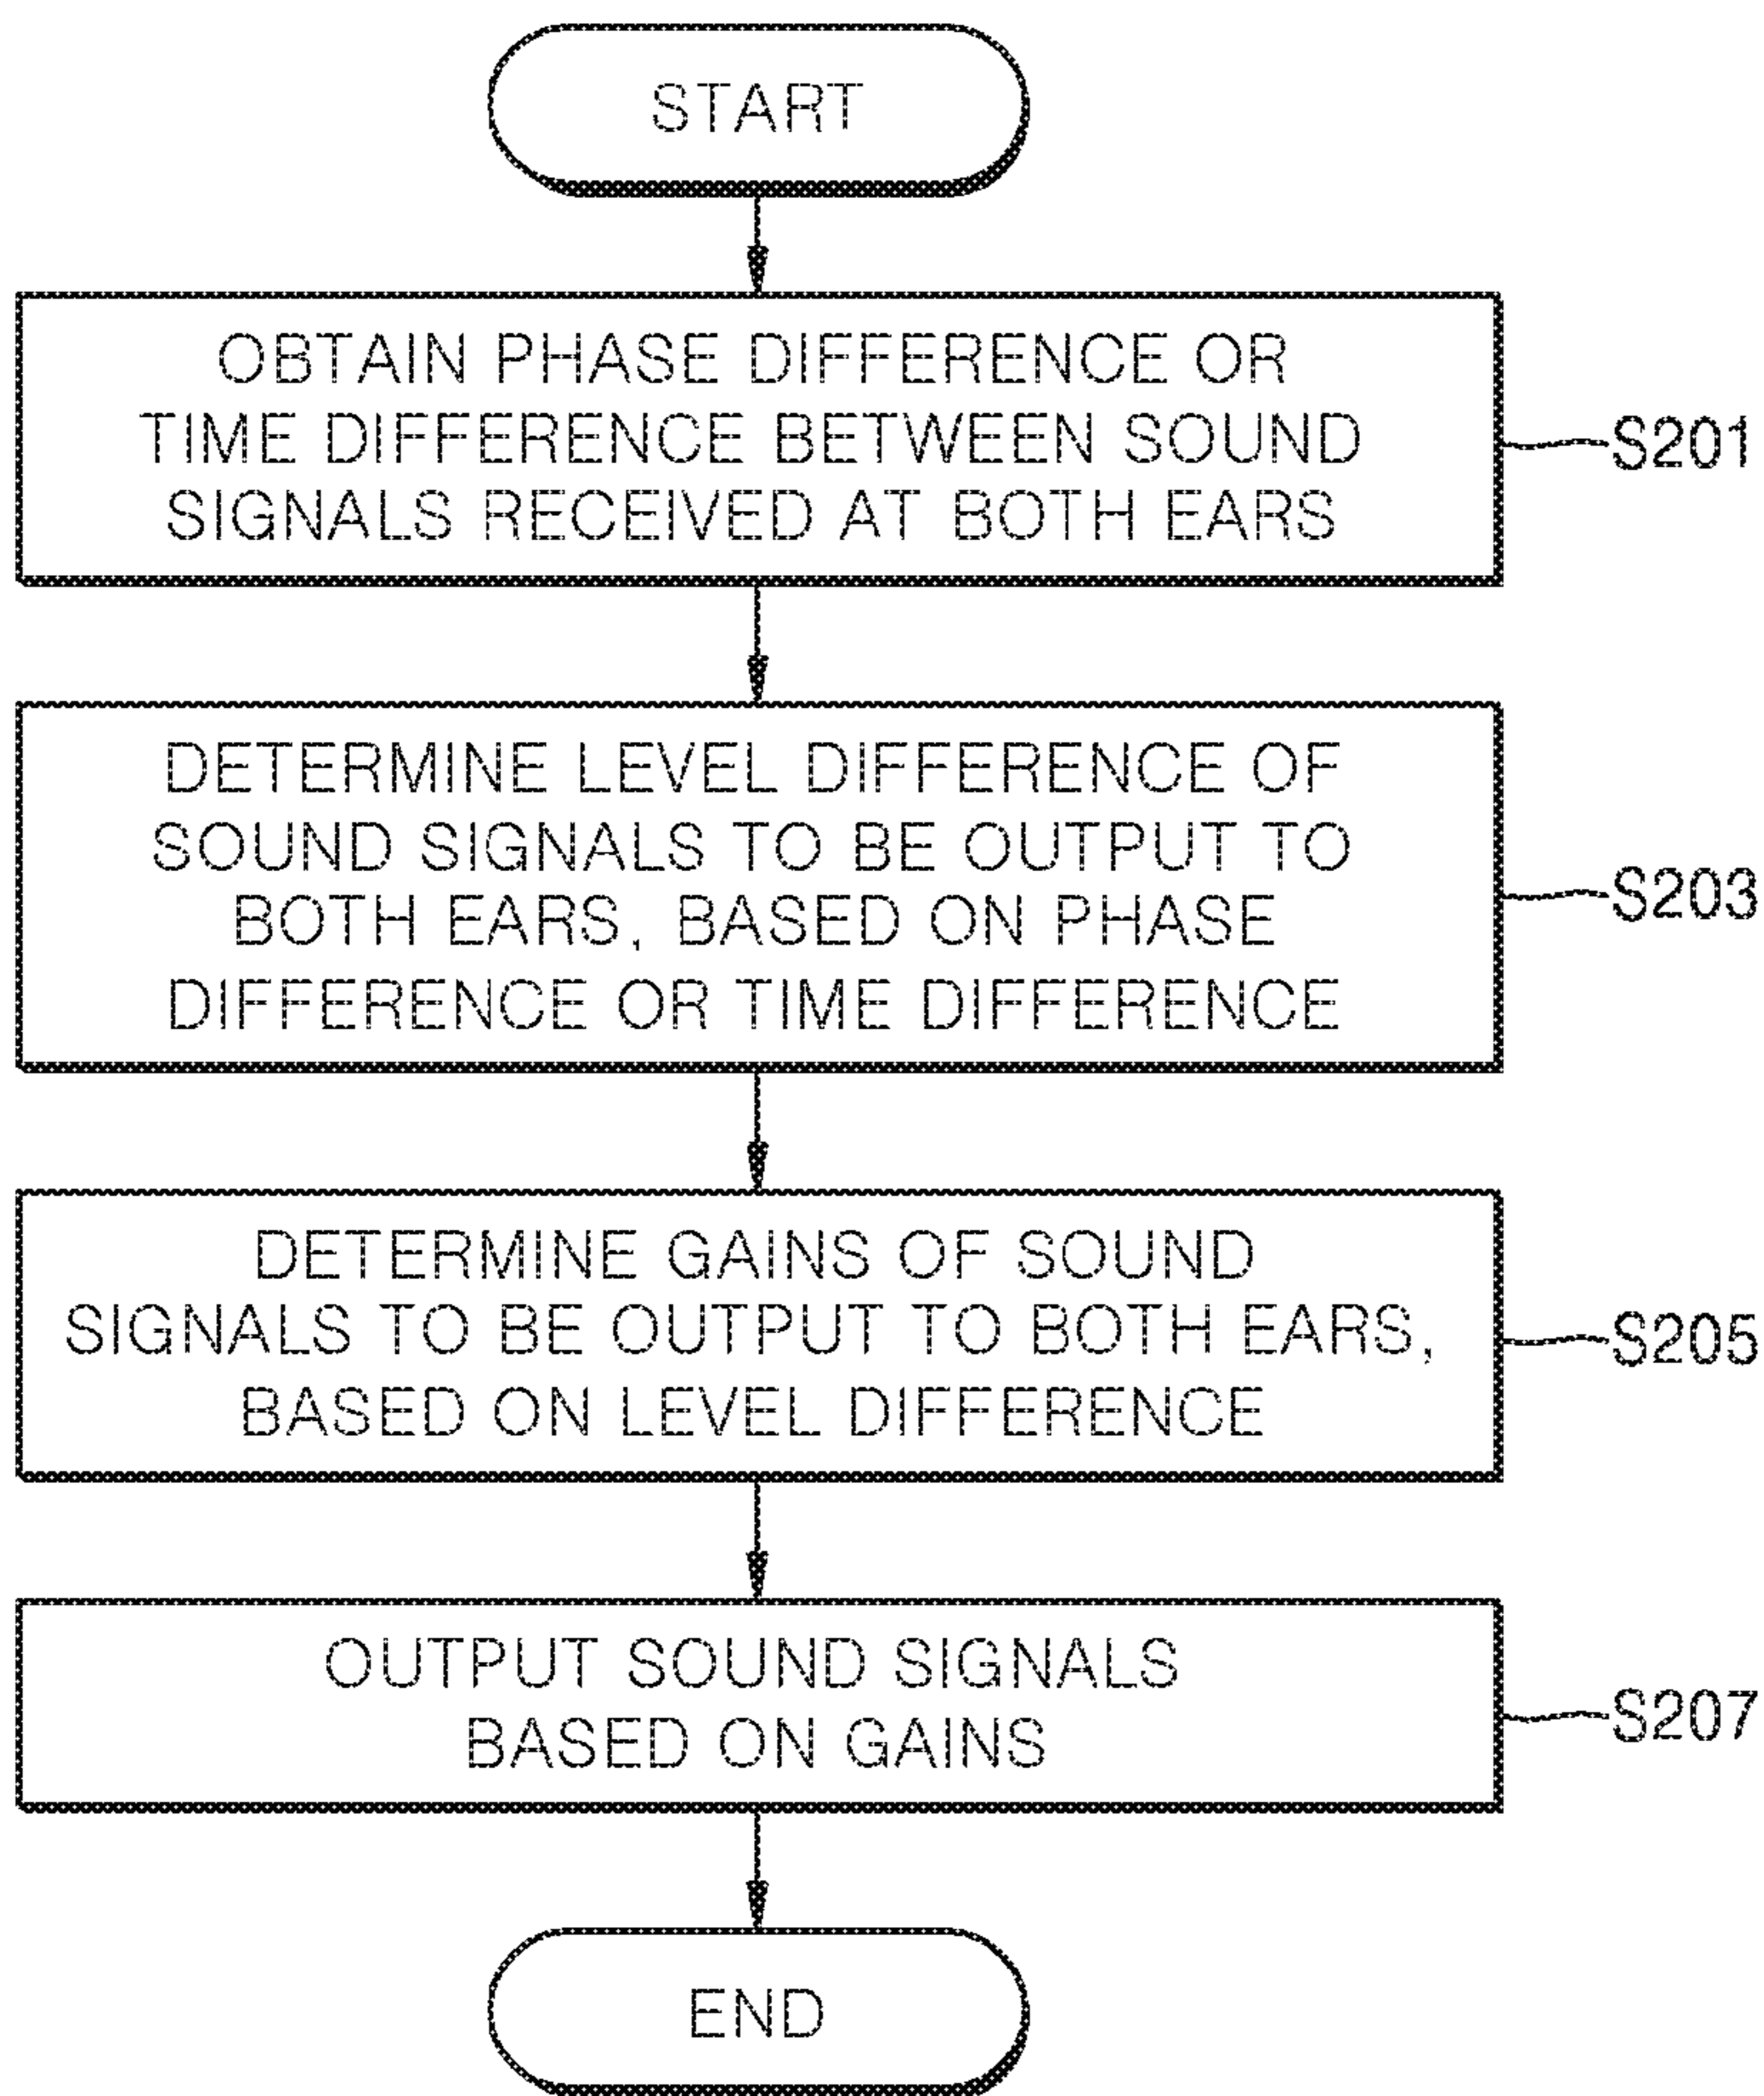 START
OBTAIN PHASE DIFFERENCE OR
TIME DIFFERENCE BETWEEN SOUND
SIGNALS RECEIVED AT BOTH EARS
S201
DETERMINE LEVEL DIFFERENCE OF
SOUND SIGNALS TO BE OUTPUT TO
BOTH EARS, BASED ON PHASE
DIFFERENCE OR TIME DIFFERENCE
S203
DETERMINE GAINS OF SOUND
SIGNALS TO BE OUTPUT TO BOTH EARS,
BASED ON LEVEL DIFFERENCE
S205
OUTPUT SOUND SIGNALS
BASED ON GAINS
S207
END